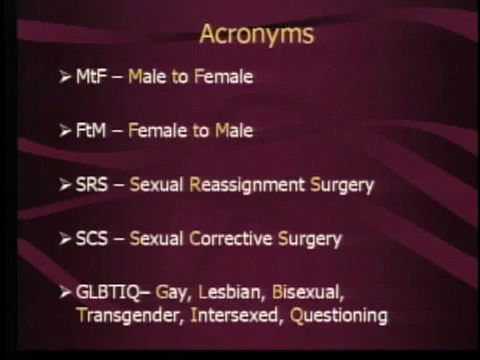 Acronyms
➢ MtF – Male to Female
➢ FtM – Female to Male
➢ SRS – Sexual Reassignment Surgery
➢ SCS – Sexual Corrective Surgery
➢ GLBTIQ– Gay, Lesbian, Bisexual,
Transgender, Intersexed, Questioning